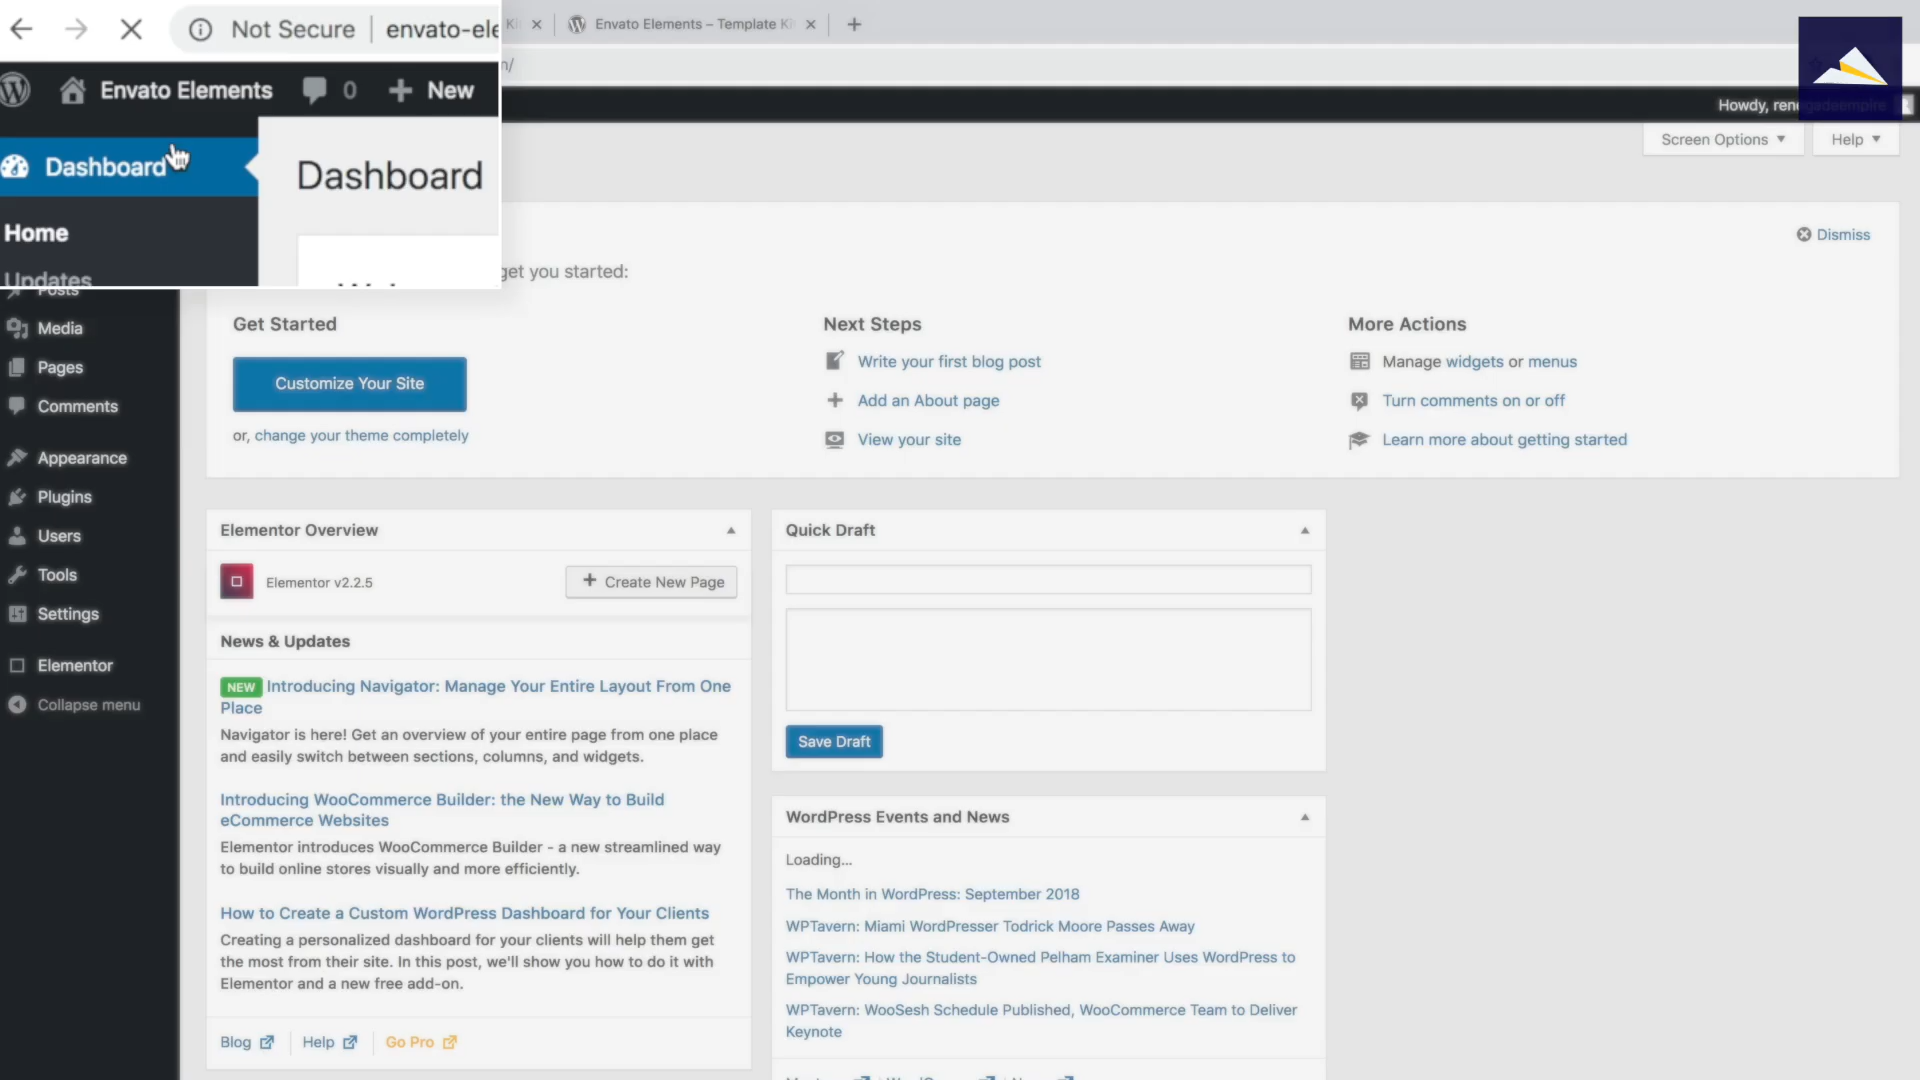 Not Secure
envato-ele
Envato Elements – Template Ki
n/
Envato Elements
0
New
Howdy, renegadeempire
Screen Options
Help
Dashboard
Dashboard
Home
Updates
Dismiss
get you started:
Posts
Media
Pages
Comments
Appearance
Plugins
Users
Tools
Settings
Elementor
Collapse menu
Get Started
Customize Your Site
or, change your theme completely
Next Steps
Write your first blog post
Add an About page
View your site
More Actions
Manage widgets or menus
Turn comments on or off
Learn more about getting started
Elementor Overview
Elementor v2.2.5
Create New Page
News & Updates
NEW Introducing Navigator: Manage Your Entire Layout From One
Place
Navigator is here! Get an overview of your entire page from one place
and easily switch between sections, columns, and widgets.
Introducing WooCommerce Builder: the New Way to Build
eCommerce Websites
Elementor introduces WooCommerce Builder - a new streamlined way
to build online stores visually and more efficiently.
How to Create a Custom WordPress Dashboard for Your Clients
Creating a personalized dashboard for your clients will help them get
the most from their site. In this post, we'll show you how to do it with
Elementor and a new free add-on.
Blog
Help
Go Pro
Quick Draft
Save Draft
WordPress Events and News
Loading...
The Month in WordPress: September 2018
WPTavern: Miami WordPresser Todrick Moore Passes Away
WPTavern: How the Student-Owned Pelham Examiner Uses WordPress to
Empower Young Journalists
WPTavern: WooSesh Schedule Published, WooCommerce Team to Deliver
Keynote